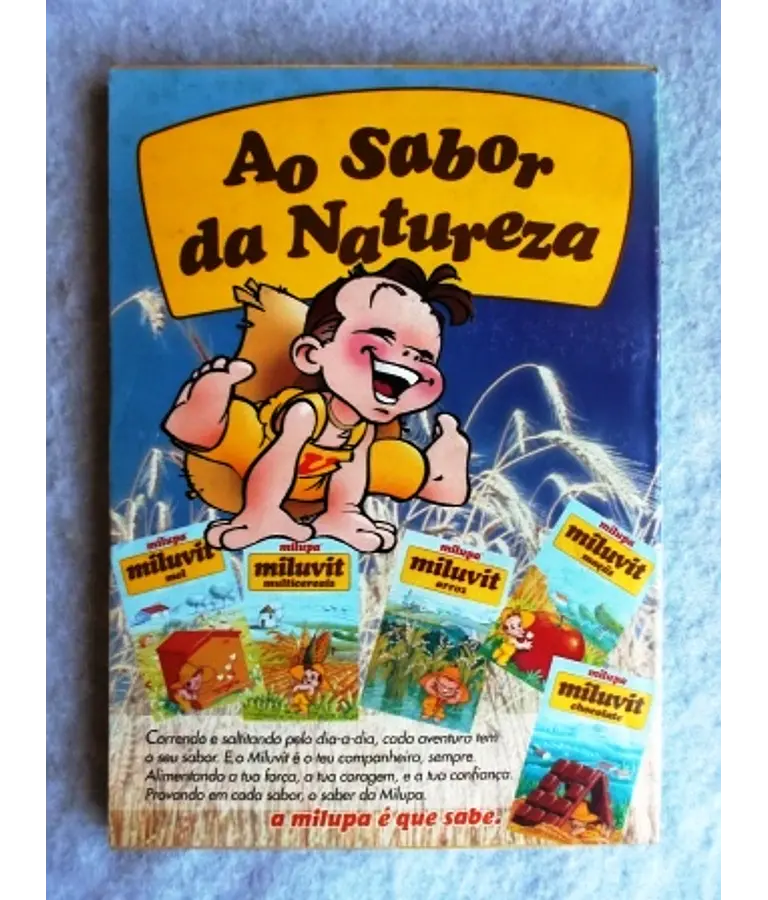 Ao Sabor
da Natureza
milupa
miluvit
mel
milupa
miluvit
multicereais
milupa
miluvit
arroz
milupa
miluvit
maçãs
milupa
miluvit
chocolate
Correndo e saltitando pelo dia-a-dia, cada aventura tem
o seu sabor. E o Miluvit é o teu companheiro, sempre.
Alimentando a tua força, a tua coragem, e a tua confiança.
Provando em cada sabor, o saber da Milupa.
a milupa é que sabe.